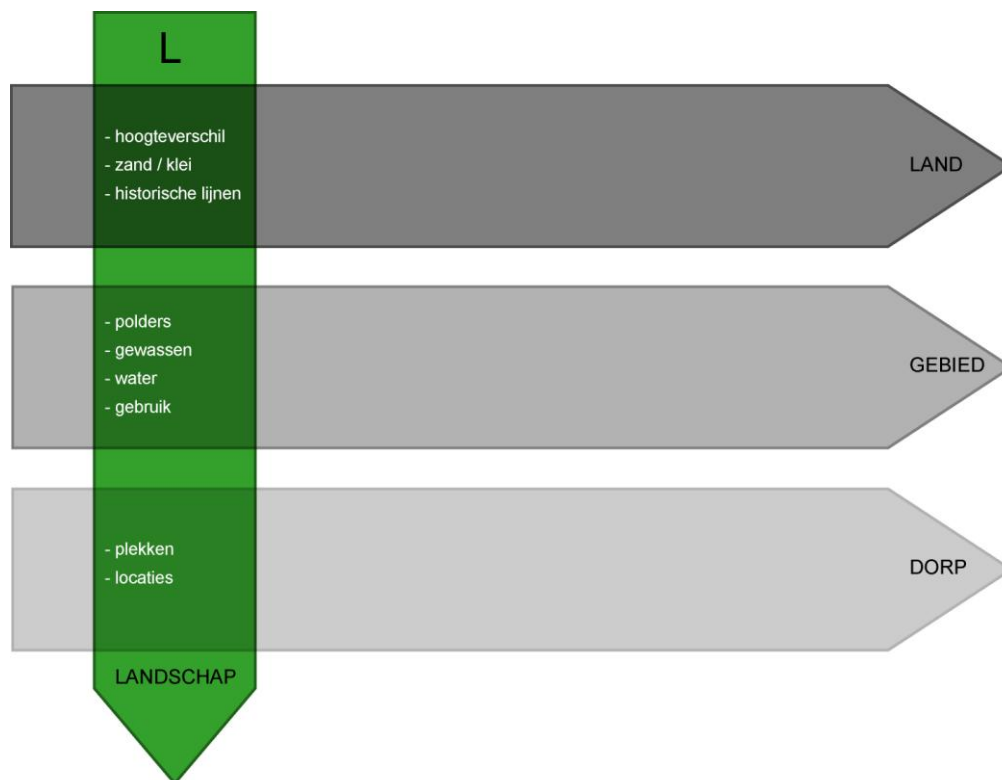 L
- hoogteverschil
- zand / klei
- historische lijnen
LAND
- polders
- gewassen
- water
- gebruik
GEBIED
- plekken
- locaties
DORP
LANDSCHAP